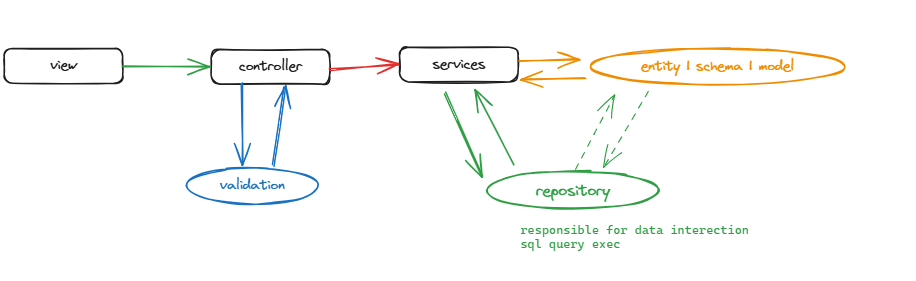 view
controller
services
entity | schema | model
validation
repository
responsible for data interection
sql query exec